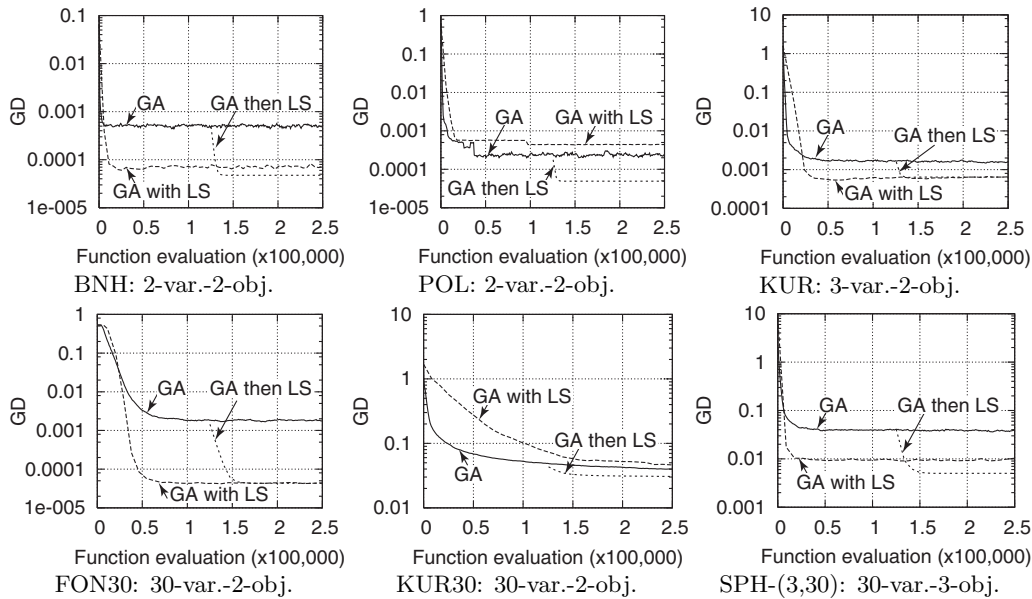 10
1
0.1
0.01
0.001
0.0001
1e-005
GD
GA
GA then LS
GA with LS
0 0.5 1 1.5 2 2.5
Function evaluation (x100,000)
BNH: 2-var.-2-obj.
1
0.1
0.01
0.001
0.0001
1e-005
GD
GA
GA with LS
GA then LS
0 0.5 1 1.5 2 2.5
Function evaluation (x100,000)
POL: 2-var.-2-obj.
10
1
0.1
0.01
0.001
0.0001
GD
GA
GA then LS
GA with LS
0 0.5 1 1.5 2 2.5
Function evaluation (x100,000)
KUR: 3-var.-2-obj.
1
0.1
0.01
0.001
0.0001
1e-005
GD
GA
GA then LS
GA with LS
0 0.5 1 1.5 2 2.5
Function evaluation (x100,000)
FON30: 30-var.-2-obj.
10
1
0.1
0.01
GD
GA with LS
GA then LS
GA
0 0.5 1 1.5 2 2.5
Function evaluation (x100,000)
KUR30: 30-var.-2-obj.
10
1
0.1
0.01
0.001
GD
GA
GA then LS
GA with LS
0 0.5 1 1.5 2 2.5
Function evaluation (x100,000)
SPH-(3,30): 30-var.-3-obj.